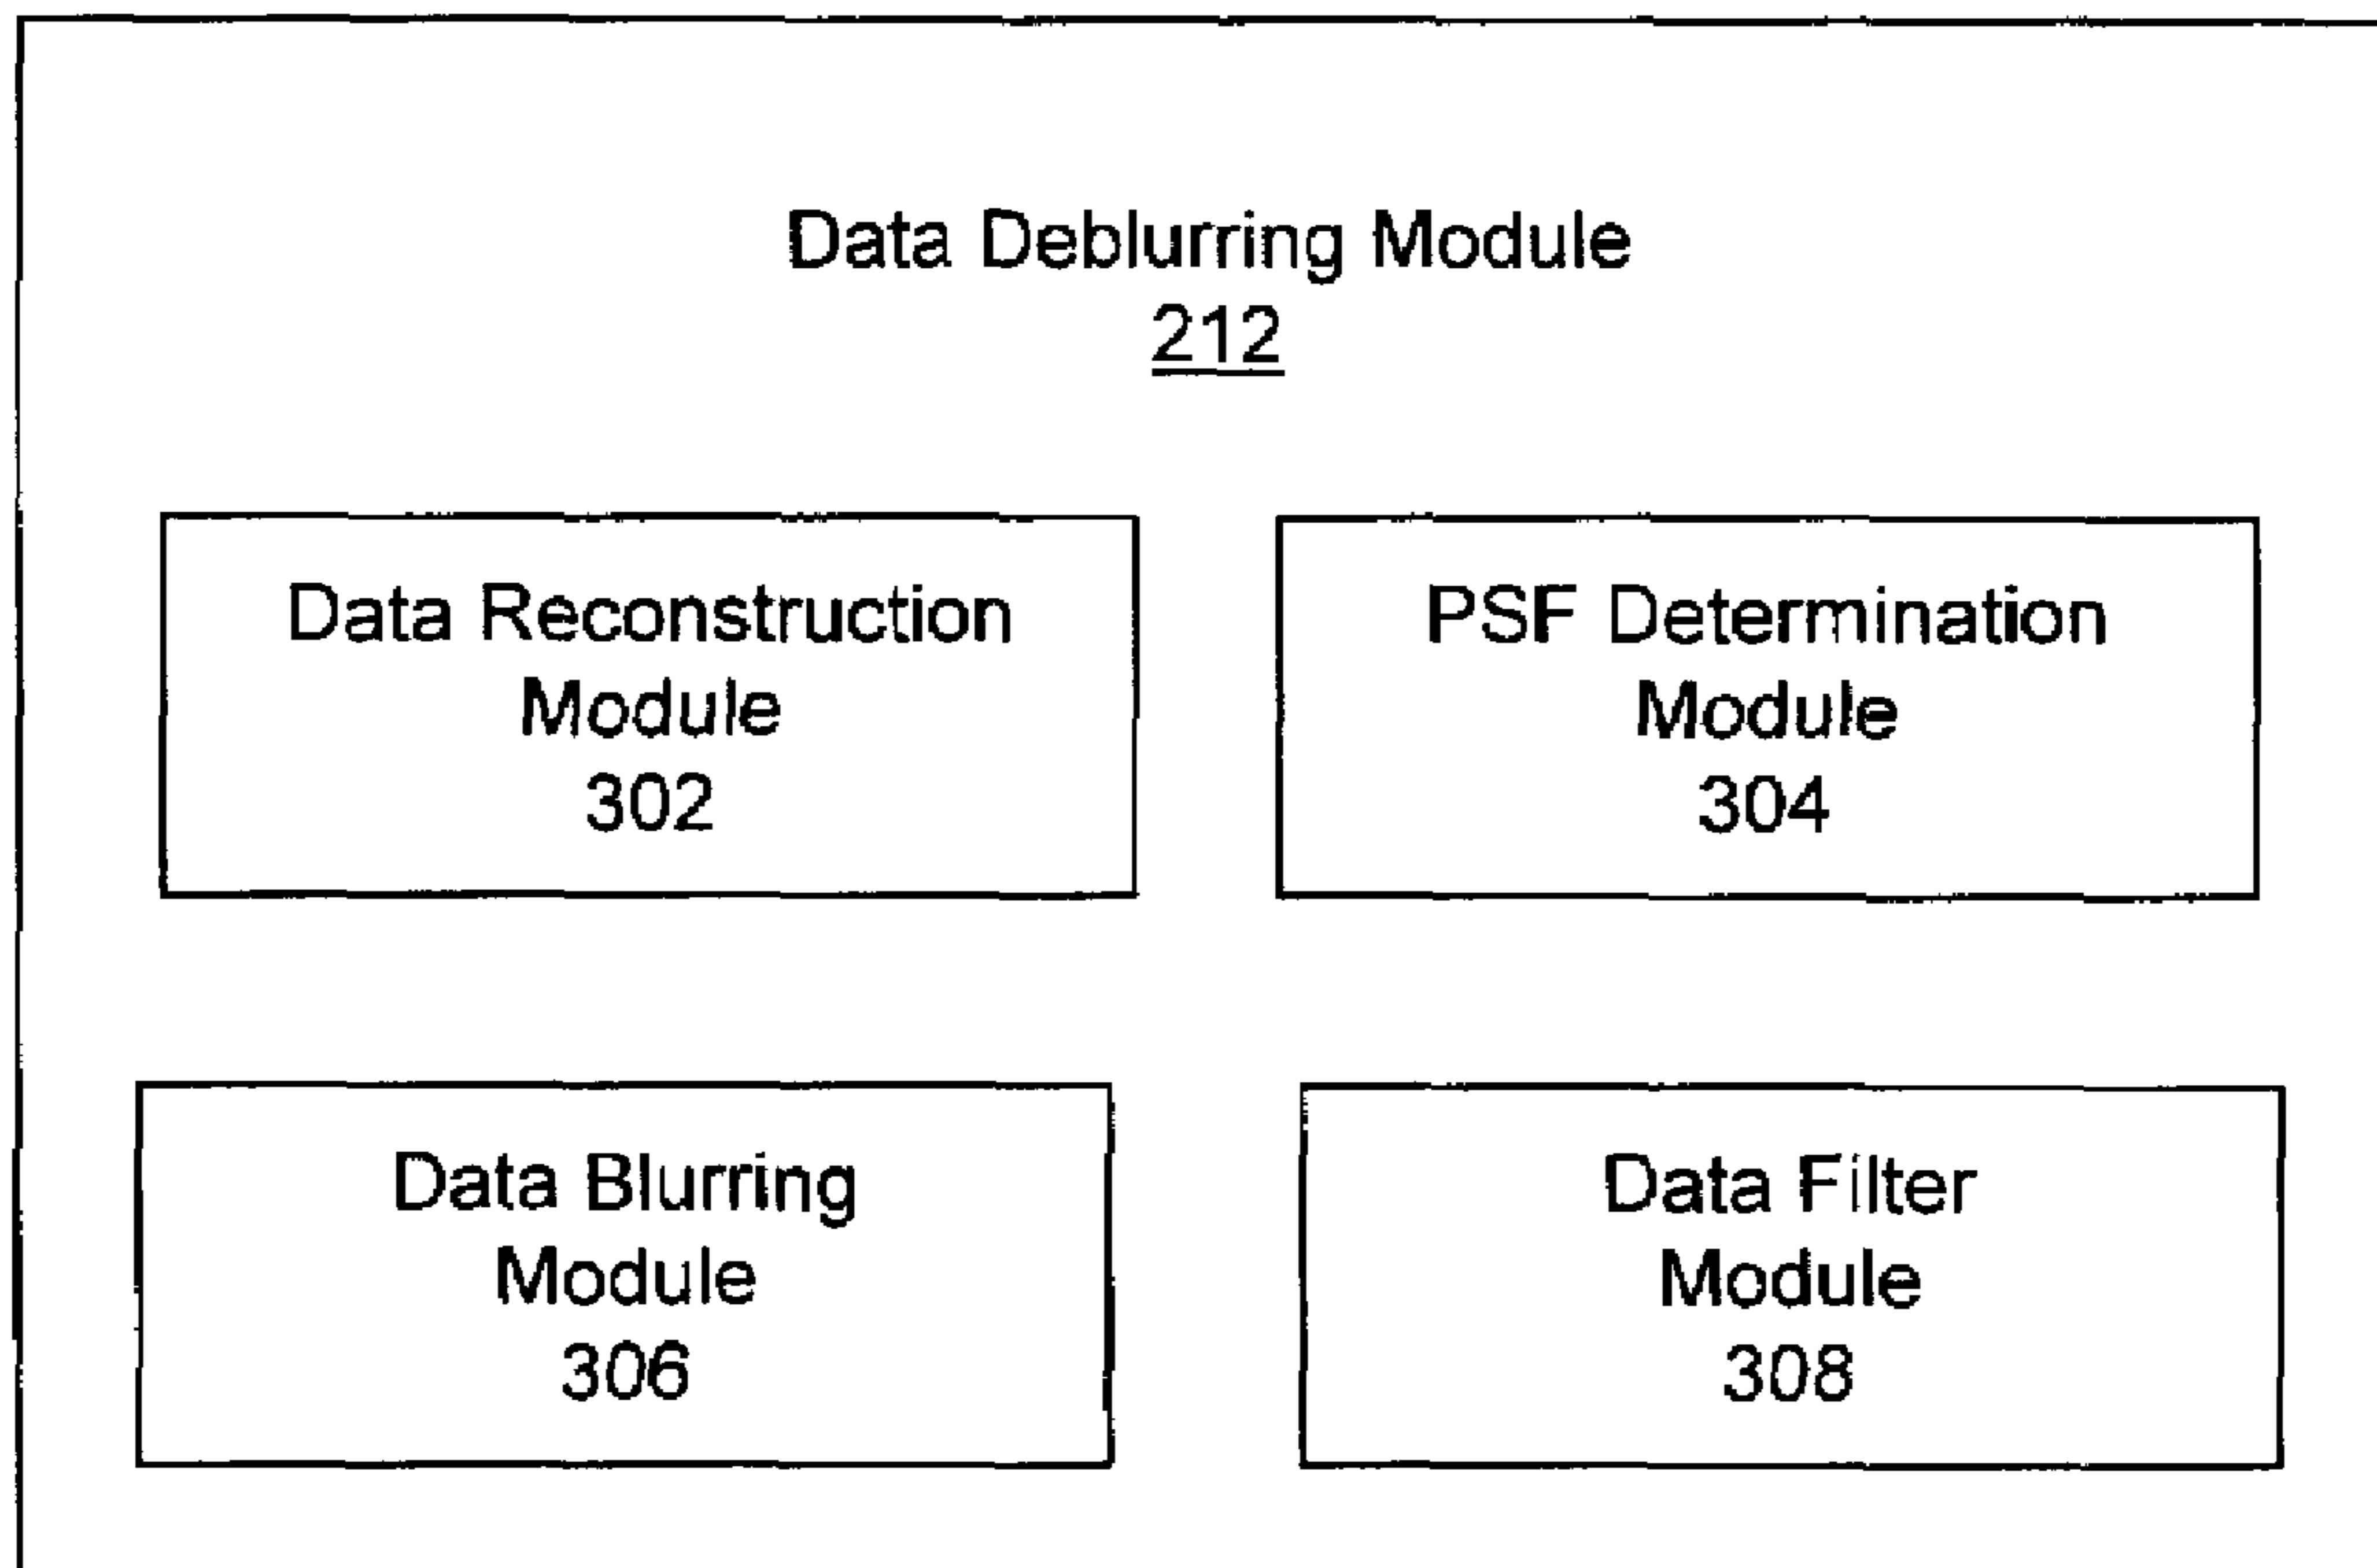 Data Deblurring Module
212
Data Reconstruction
Module
302
PSF Determination
Module
304
Data Blurring
Module
306
Data Filter
Module
308